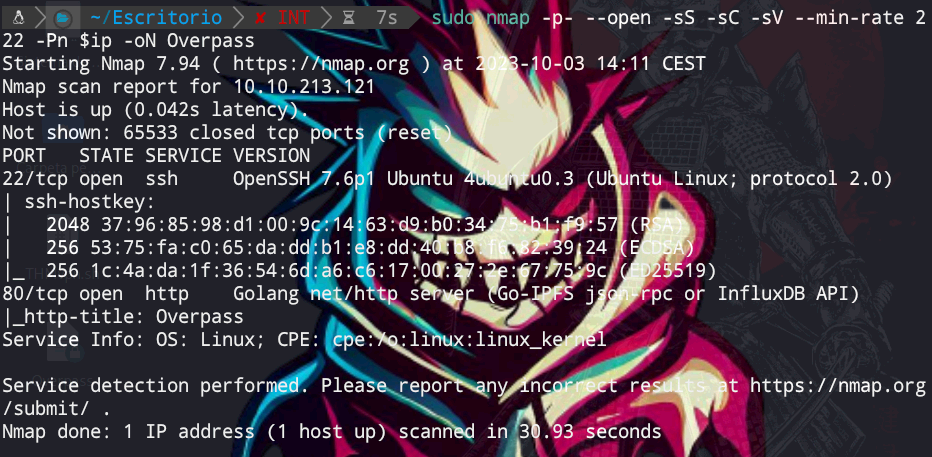 ~/Escritorio ✘ INT ⌛ 7s sudo nmap -p- --open -sS -sC -sV --min-rate 2
22 -Pn $ip -oN Overpass
Starting Nmap 7.94 ( https://nmap.org ) at 2023-10-03 14:11 CEST
Nmap scan report for 10.10.213.121
Host is up (0.042s latency).
Not shown: 65533 closed tcp ports (reset)
PORT   STATE SERVICE VERSION
22/tcp open  ssh     OpenSSH 7.6p1 Ubuntu 4ubuntu0.3 (Ubuntu Linux; protocol 2.0)
| ssh-hostkey:
|   2048 37:96:85:98:d1:00:9c:14:63:d9:b0:34:75:b1:f9:57 (RSA)
|   256 53:75:fa:c0:65:da:dd:b1:e8:dd:40:b8:f6:82:39:24 (ECDSA)
|_  256 1c:4a:da:1f:36:54:6d:a6:c6:17:00:27:2e:67:75:9c (ED25519)
80/tcp open  http    Golang net/http server (Go-IPFS json-rpc or InfluxDB API)
|_http-title: Overpass
Service Info: OS: Linux; CPE: cpe:/o:linux:linux_kernel
Service detection performed. Please report any incorrect results at https://nmap.org
/submit/ .
Nmap done: 1 IP address (1 host up) scanned in 30.93 seconds